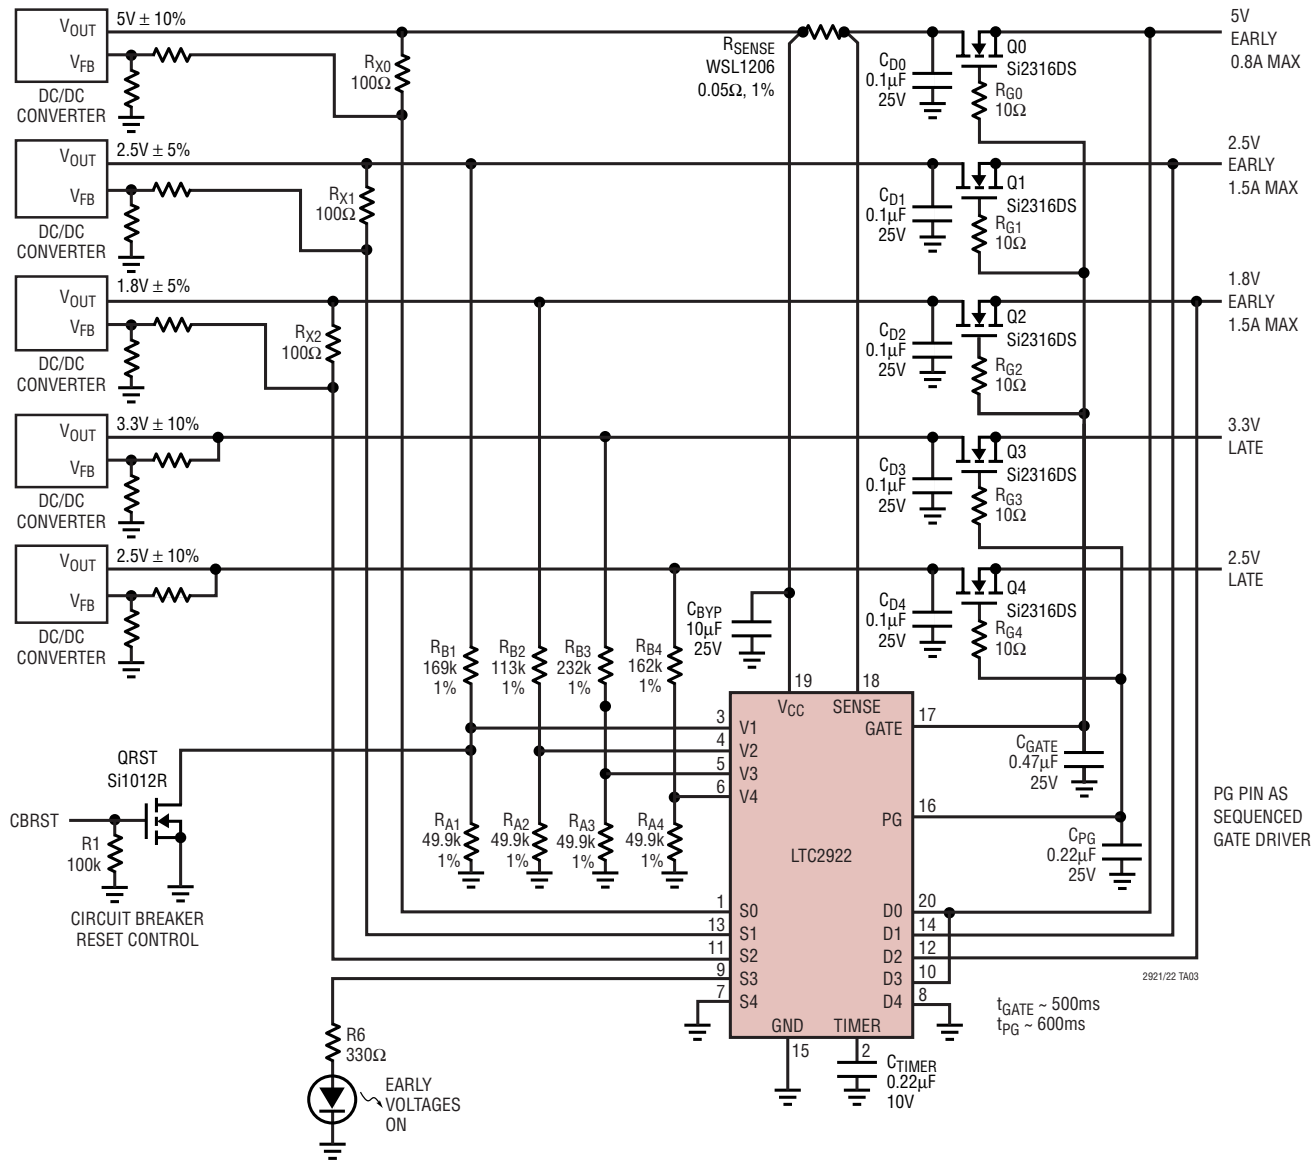 VOUT
5V ± 10%
VFB
DC/DC
CONVERTER
RX0
100Ω
RSENSE
WSL1206
0.05Ω, 1%
CD0
0.1µF
25V
Q0
Si2316DS
RG0
10Ω
5V
EARLY
0.8A MAX
VOUT
2.5V ± 5%
VFB
DC/DC
CONVERTER
RX1
100Ω
CD1
0.1µF
25V
Q1
Si2316DS
RG1
10Ω
2.5V
EARLY
1.5A MAX
VOUT
1.8V ± 5%
VFB
DC/DC
CONVERTER
RX2
100Ω
CD2
0.1µF
25V
Q2
Si2316DS
RG2
10Ω
1.8V
EARLY
1.5A MAX
VOUT
3.3V ± 10%
VFB
DC/DC
CONVERTER
CD3
0.1µF
25V
Q3
Si2316DS
RG3
10Ω
3.3V
LATE
VOUT
2.5V ± 10%
VFB
DC/DC
CONVERTER
CD4
0.1µF
25V
Q4
Si2316DS
RG4
10Ω
2.5V
LATE
CBYP
10µF
25V
RB1
169k
1%
RB2
113k
1%
RB3
232k
1%
RB4
162k
1%
19
18
VCC
SENSE
3
V1
4
V2
5
V3
6
V4
GATE
17
CGATE
0.47µF
25V
QRST
Si1012R
CBRST
R1
100k
CIRCUIT BREAKER
RESET CONTROL
RA1
49.9k
1%
RA2
49.9k
1%
RA3
49.9k
1%
RA4
49.9k
1%
LTC2922
PG
16
CPG
0.22µF
25V
PG PIN AS
SEQUENCED
GATE DRIVER
1
S0
13
S1
11
S2
9
S3
7
S4
D0
20
D1
14
D2
12
D3
10
D4
8
GND
TIMER
15
2
CTIMER
0.22µF
10V
2921/22 TA03
tGATE ~ 500ms
tPG ~ 600ms
R6
330Ω
EARLY
VOLTAGES
ON